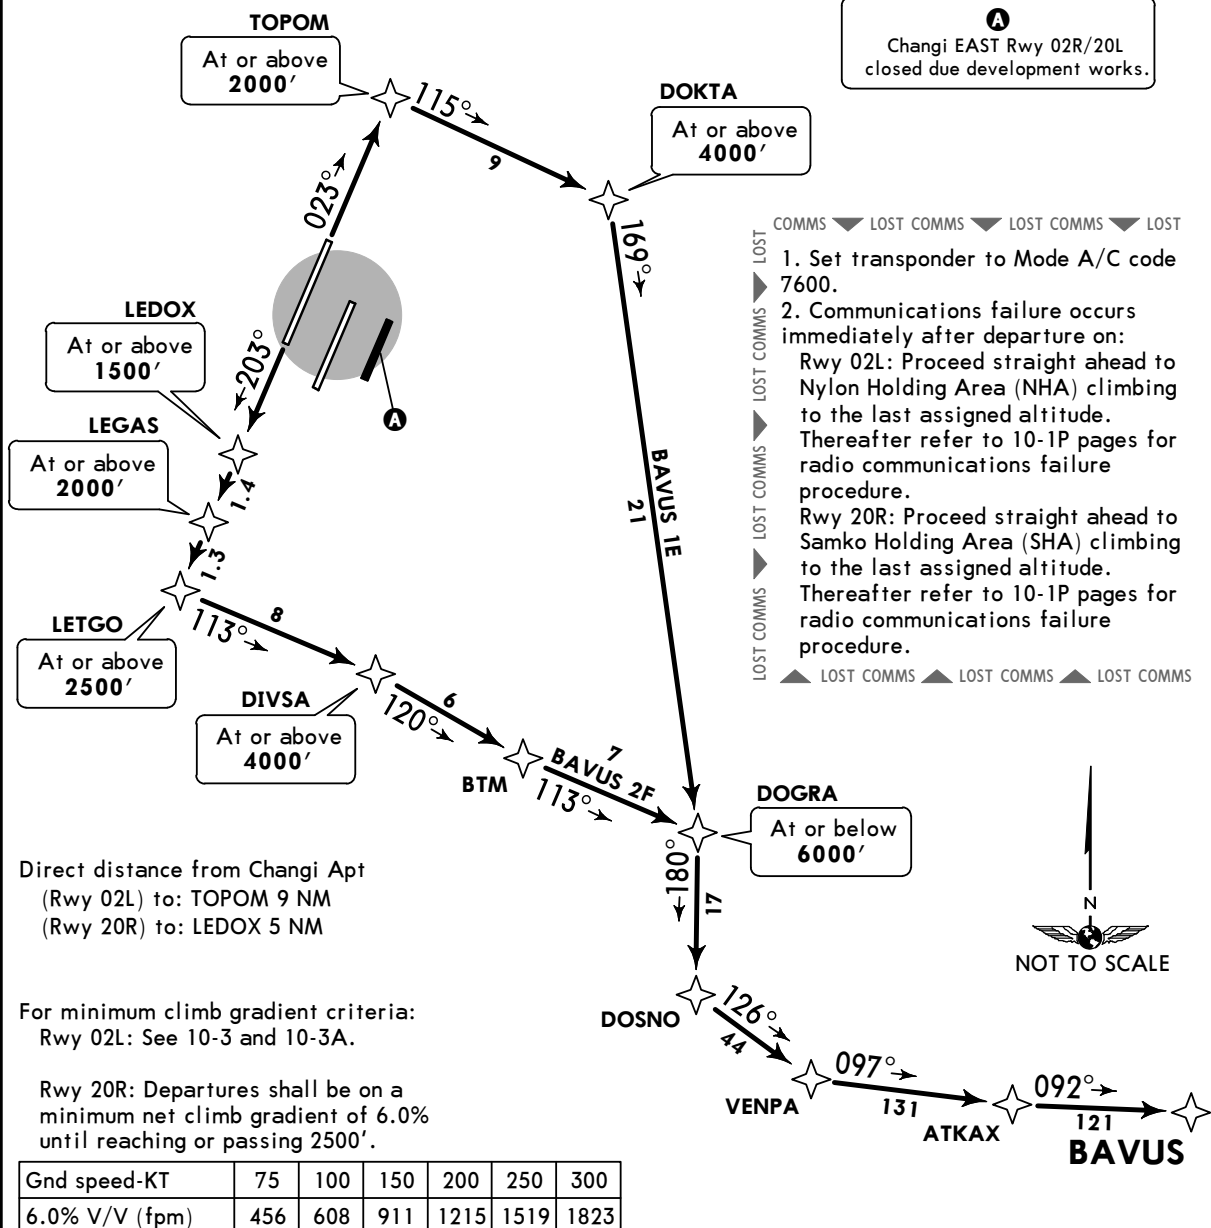 TOPOM
At or above
2000′
A
Changi EAST Rwy 02R/20L
closed due development works.
115°
9
DOKTA
At or above
4000′
023°
169°
COMMS LOST COMMS LOST COMMS LOST
LOST
LOST COMMS
LOST COMMS
LOST COMMS
1. Set transponder to Mode A/C code
7600.
2. Communications failure occurs
immediately after departure on:
Rwy 02L: Proceed straight ahead to
Nylon Holding Area (NHA) climbing
to the last assigned altitude.
Thereafter refer to 10-1P pages for
radio communications failure
procedure.
Rwy 20R: Proceed straight ahead to
Samko Holding Area (SHA) climbing
to the last assigned altitude.
Thereafter refer to 10-1P pages for
radio communications failure
procedure.
LOST COMMS LOST COMMS LOST COMMS
LEDOX
At or above
1500′
203°
A
LEGAS
At or above
2000′
1.4
1.3
BAVUS 1E
21
LETGO
At or above
2500′
8
113°
DIVSA
At or above
4000′
6
120°
BTM
7
BAVUS 2F
113°
DOGRA
At or below
6000′
180°
17
Direct distance from Changi Apt
(Rwy 02L) to: TOPOM 9 NM
(Rwy 20R) to: LEDOX 5 NM
N
NOT TO SCALE
For minimum climb gradient criteria:
Rwy 02L: See 10-3 and 10-3A.
Rwy 20R: Departures shall be on a
minimum net climb gradient of 6.0%
until reaching or passing 2500′.
DOSNO
126°
44
VENPA
097°
131
ATKAX
092°
121
BAVUS
Gnd speed-KT 75 100 150 200 250 300
6.0% V/V (fpm) 456 608 911 1215 1519 1823